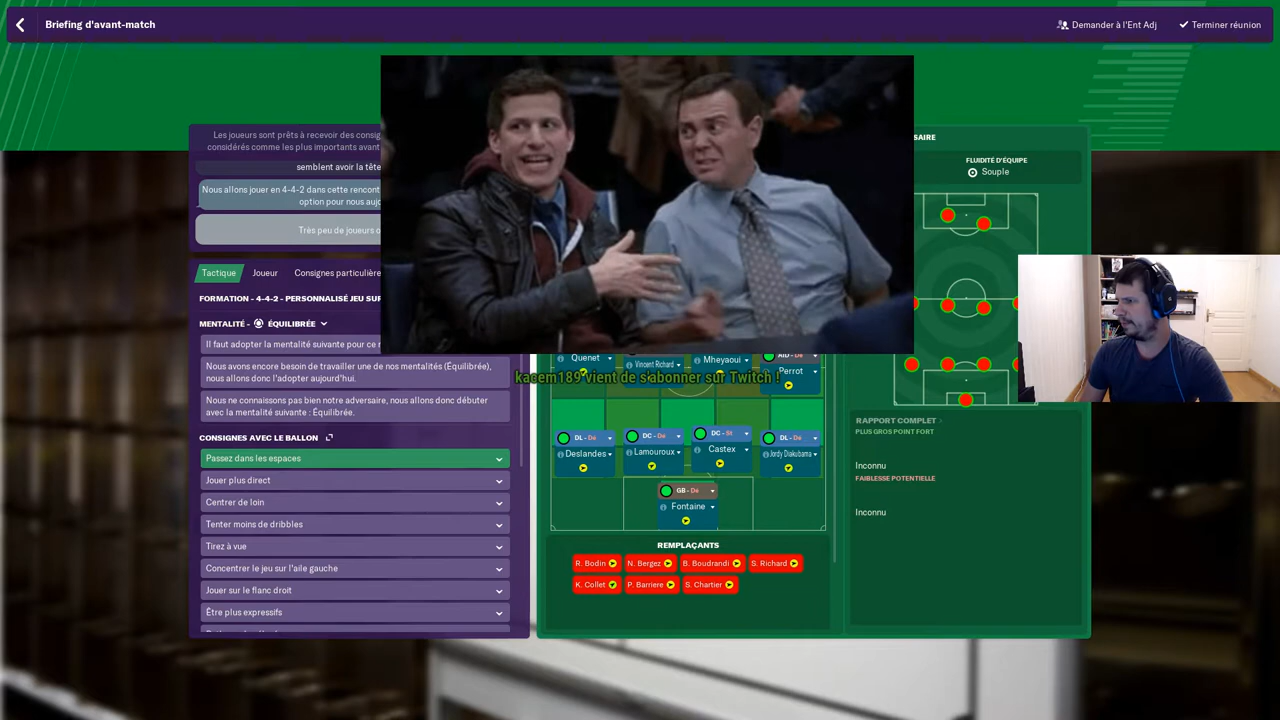 Briefing d'avant-match
Demander à l'Ent Adj
Terminer réunion
Les joueurs sont prêts à recevoir des consig
considérés comme les plus importants avant
semblent avoir la tête
Nous allons jouer en 4-4-2 dans cette rencont
option pour nous auj
Très peu de joueurs o
Tactique
Joueur
Consignes particulière
FORMATION - 4-4-2 - PERSONNALISÉ JEU SUR
MENTALITÉ - ÉQUILIBRÉE
Il faut adopter la mentalité suivante pour ce
Nous avons encore besoin de travailler une de nos mentalités (Équilibrée),
nous allons donc l'adopter aujourd'hui.
Nous ne connaissons pas bien notre adversaire, nous allons donc débuter
avec la mentalité suivante : Équilibrée.
CONSIGNES AVEC LE BALLON
Passez dans les espaces
Jouer plus direct
Centrer de loin
Tenter moins de dribbles
Tirez à vue
Concentrer le jeu sur l'aile gauche
Jouer sur le flanc droit
Être plus expressifs
kacem189 vient de s'abonner sur Twitch !
Quenet
Vincent Richard
Mheyaoui
Perrot
DL - Dé
DC - Dé
DC - St
DL - Dé
Deslandes
Lamouroux
Castex
Jordy Diakubama
GB - Dé
Fontaine
REMPLAÇANTS
R. Bodin
N. Bergez
B. Boudrandi
S. Richard
K. Collet
P. Barriere
S. Chartier
SAIRE
FLUIDITÉ D'ÉQUIPE
Souple
RAPPORT COMPLET
PLUS GROS POINT FORT
Inconnu
FAIBLESSE POTENTIELLE
Inconnu